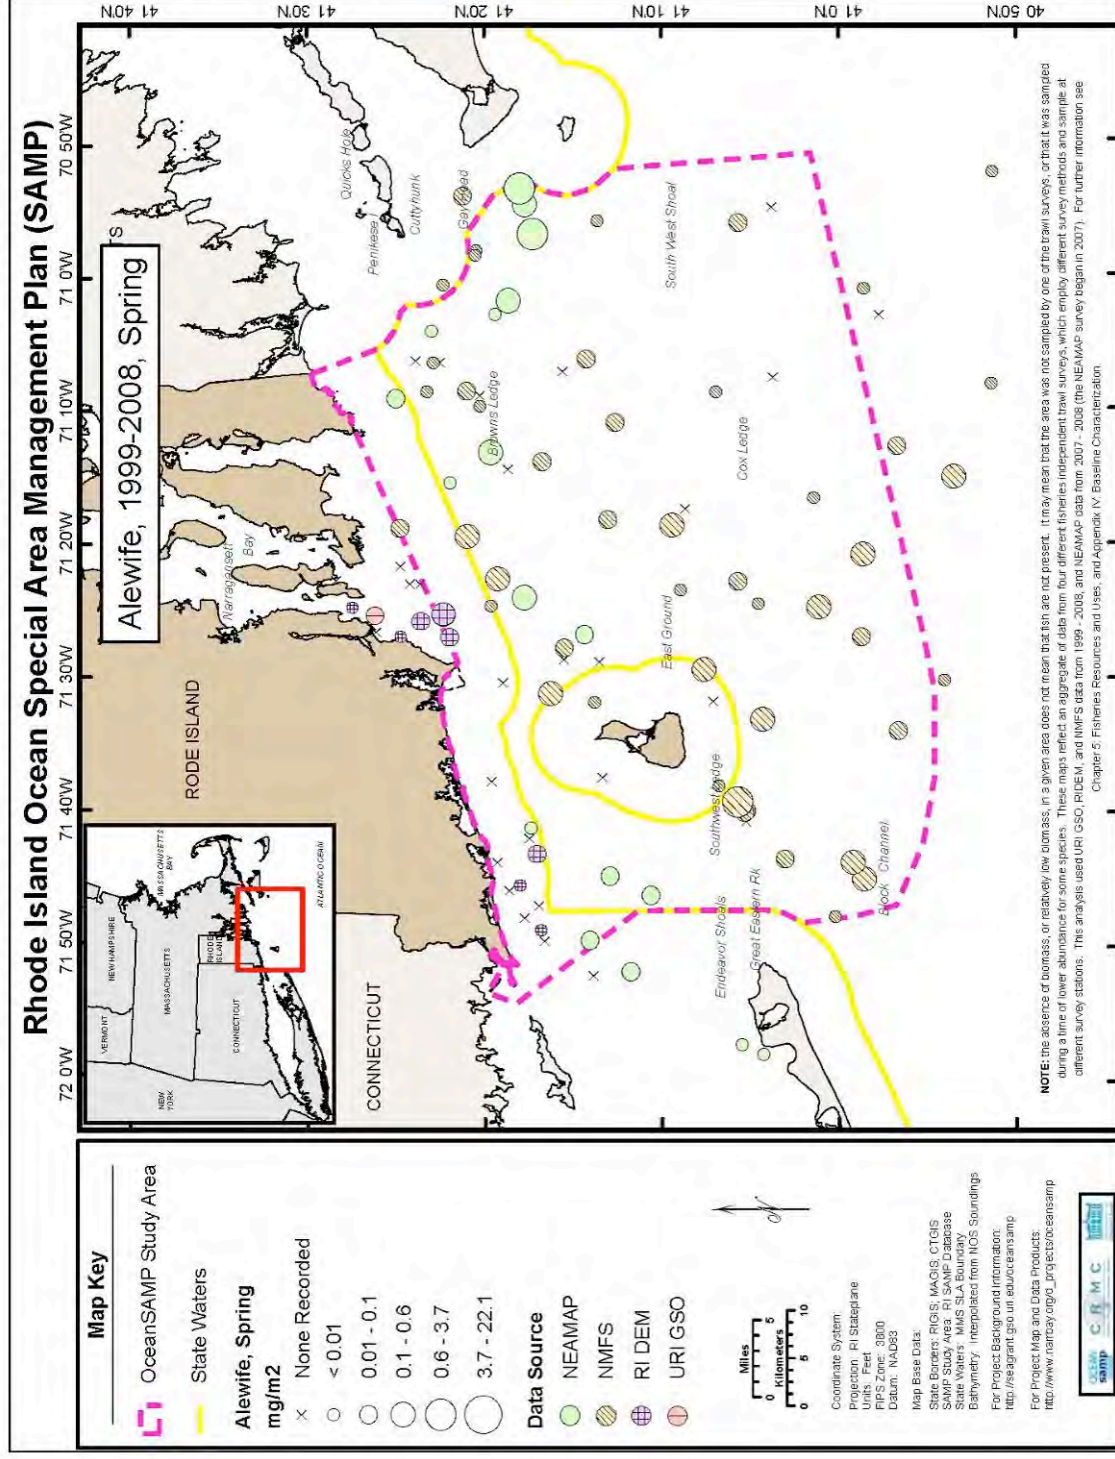 Rhode Island Ocean Special Area Management Plan (SAMP)
Map Key
OceanSAMP Study Area
State Waters
Alewife, Spring
mg/m2
None Recorded
< 0.01
0.01 - 0.1
0.1 - 0.6
0.6 - 3.7
3.7 - 22.1
Data Source
NEAMAP
NMFS
RI DEM
URI GSO
Miles
0 5
Kilometers
0 5 10
N
Coordinate System:
Projection: RI Stateplane
Units: Feet
FIPS Zone: 3800
Datum: NAD83
Map Base Data:
State Borders: RIGIS; MAGIS; CTGIS
SAMP Study Area: RI SAMP Database
State Waters: MMS SLA Boundary
Bathymetry: Interpolated from NOS Soundings
For Project Background Information:
http://seagrant.gso.uri.edu/oceansamp
For Project Map and Data Products:
http://www.narrbay.org/d_projects/oceansamp
OCEAN
samp
C R M C
72 0'W
71 50'W
71 40'W
71 30'W
71 20'W
71 10'W
71 0'W
70 50'W
41 40'N
41 30'N
41 20'N
41 10'N
41 0'N
40 50'N
VERMONT
NEW HAMPSHIRE
NEW
YORK
MASSACHUSETTS
MASSACHUSETTS
BAY
CONNECTICUT
RHODE
ISLAND
ATLANTIC OCEAN
Alewife, 1999-2008, Spring
RODE ISLAND
CONNECTICUT
Narragansett
Bay
Quicks Hole
Penikese I
Cuttyhunk
Gay Head
Browns Ledge
South West Shoal
Cox Ledge
East Ground
Southwest Ledge
Endeavor Shoals
Great Eastern Rk
Block Channel
NOTE: the absence of biomass, or relatively low biomass, in a given area does not mean that fish are not present. It may mean that the area was not sampled by one of the trawl surveys, or that it was sampled
during a time of lower abundance for some species. These maps reflect an aggregate of data from four different fisheries independent trawl surveys, which employ different survey methods and sample at
different survey stations. This analysis used URI GSO, RIDEM, and NMFS data from 1999 - 2008, and NEAMAP data from 2007 - 2008 (the NEAMAP survey began in 2007). For further information see
Chapter 5: Fisheries Resources and Uses, and Appendix IV: Baseline Characterization.